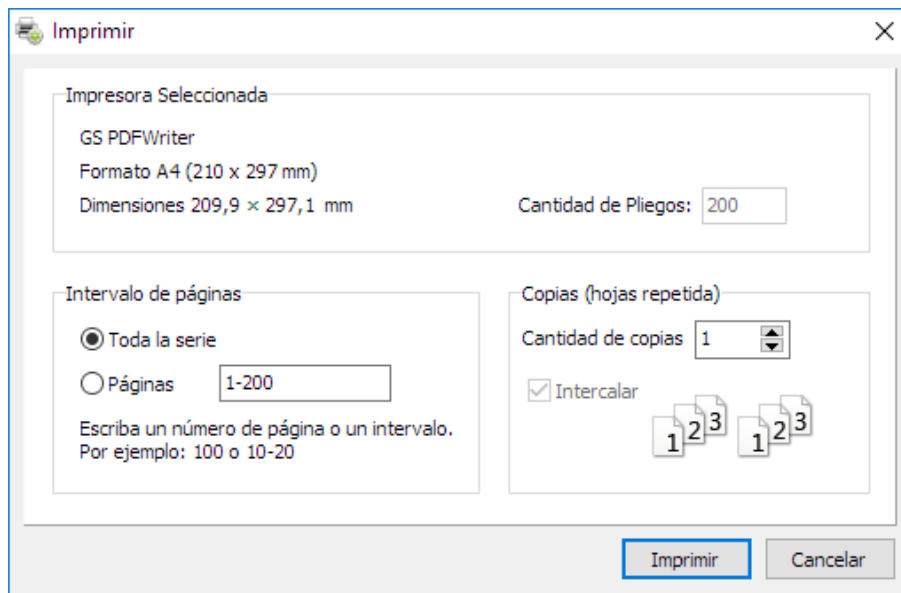 Imprimir
Impresora Seleccionada
GS PDFWriter
Formato A4 (210 x 297 mm)
Dimensiones 209,9 × 297,1 mm
Cantidad de Pliegos: 200
Intervalo de páginas
Toda la serie
Páginas 1-200
Escriba un número de página o un intervalo.
Por ejemplo: 100 o 10-20
Copias (hojas repetida)
Cantidad de copias 1
Intercalar
1 2 3 1 2 3
Imprimir Cancelar